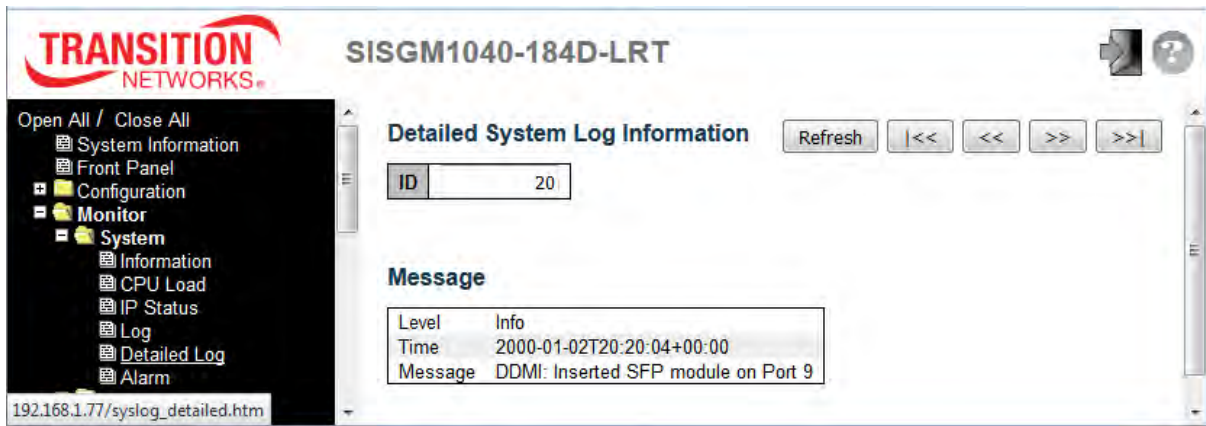 TRANSITION
NETWORKS®
SISGM1040-184D-LRT
Open All / Close All
System Information
Front Panel
Configuration
Monitor
System
Information
CPU Load
IP Status
Log
Detailed Log
Alarm
192.168.1.77/syslog_detailed.htm
Detailed System Log Information
Refresh |<< << >> >>|
ID 20
Message
Level Info
Time 2000-01-02T20:20:04+00:00
Message DDMI: Inserted SFP module on Port 9